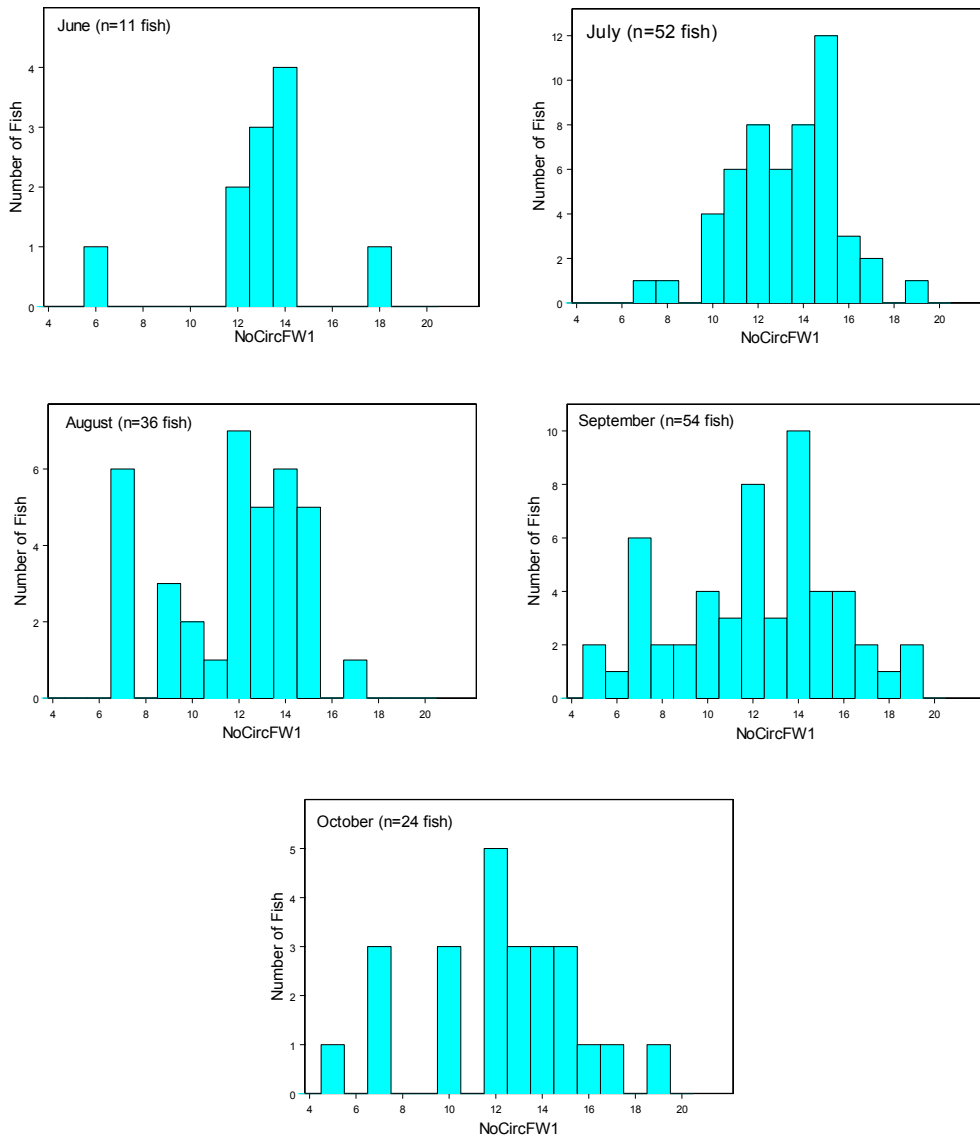 June (n=11 fish)
Number of Fish
4
3
2
1
0
4 6 8 10 12 14 16 18 20
NoCircFW1
July (n=52 fish)
Number of Fish
12
10
8
6
4
2
0
4 6 8 10 12 14 16 18 20
NoCircFW1
August (n=36 fish)
Number of Fish
6
4
2
0
4 6 8 10 12 14 16 18 20
NoCircFW1
September (n=54 fish)
Number of Fish
10
8
6
4
2
0
4 6 8 10 12 14 16 18 20
NoCircFW1
October (n=24 fish)
Number of Fish
5
4
3
2
1
0
4 6 8 10 12 14 16 18 20
NoCircFW1